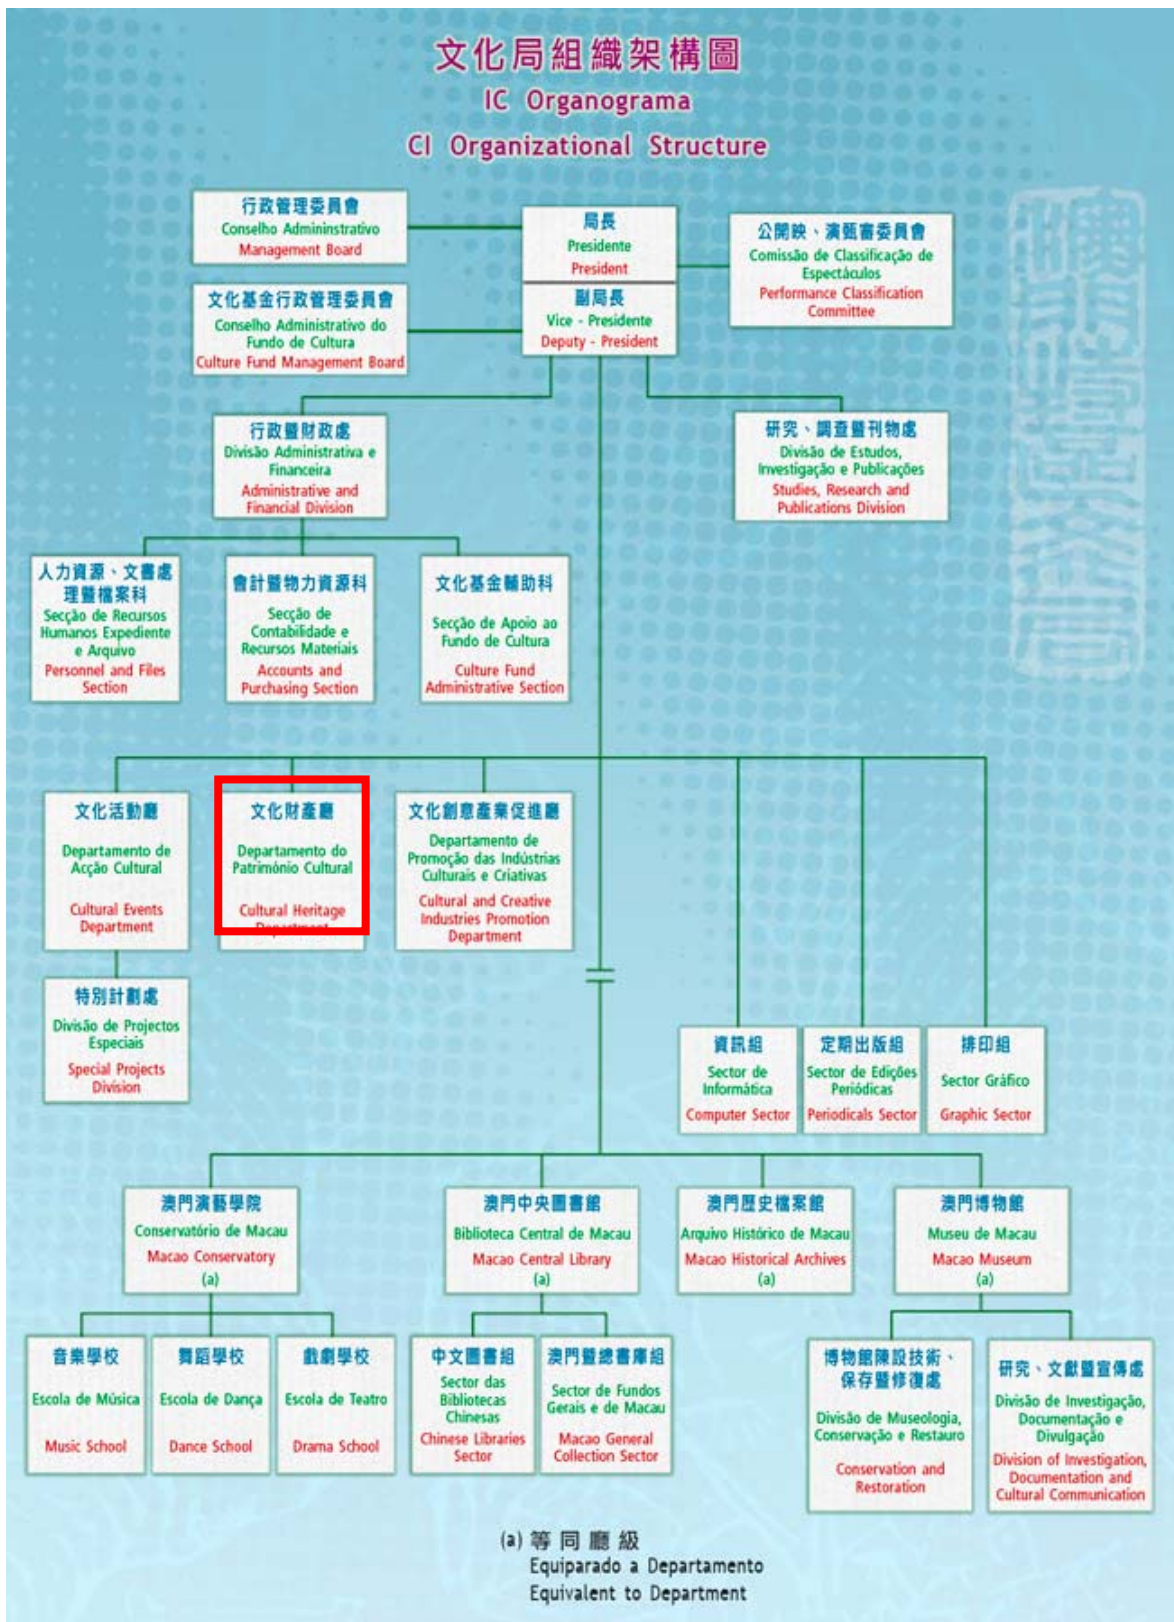 文化局組織架構圖
IC Organograma
CI Organizational Structure
行政管理委員會
Conselho Admininstrativo
Management Board
局長
Presidente
President
公開映、演甄審委員會
Comissão de Classificação de
Espectáculos
Performance Classification
Committee
文化基金行政管理委員會
Conselho Administrativo do
Fundo de Cultura
Culture Fund Management Board
副局長
Vice - Presidente
Deputy - President
行政暨財政處
Divisão Administrativa e
Financeira
Administrative and
Financial Division
研究、調查暨刊物處
Divisão de Estudos,
Investigação e Publicações
Studies, Research and
Publications Division
人力資源、文書處
理暨檔案科
Secção de Recursos
Humanos Expediente
e Arquivo
Personnel and Files
Section
會計暨物力資源科
Secção de
Contabilidade e
Recursos Materiais
Accounts and
Purchasing Section
文化基金輔助科
Secção de Apoio ao
Fundo de Cultura
Culture Fund
Administrative Section
文化活動廳
Departamento de
Acção Cultural
Cultural Events
Department
文化財產廳
Departamento do
Património Cultural
Cultural Heritage
Department
文化創意產業促進廳
Departamento de
Promoção das Indústrias
Culturais e Criativas
Cultural and Creative
Industries Promotion
Department
特別計劃處
Divisão de Projectos
Especiais
Special Projects
Division
資訊組
Sector de
Informática
Computer Sector
定期出版組
Sector de Edições
Periódicas
Periodicals Sector
排印組
Sector Gráfico
Graphic Sector
澳門演藝學院
Conservatório de Macau
Macao Conservatory
(a)
澳門中央圖書館
Biblioteca Central de Macau
Macao Central Library
(a)
澳門歷史檔案館
Arquivo Histórico de Macau
Macao Historical Archives
(a)
澳門博物館
Museu de Macau
Macao Museum
(a)
音樂學校
Escola de Música
Music School
舞蹈學校
Escola de Dança
Dance School
戲劇學校
Escola de Teatro
Drama School
中文圖書組
Sector das
Bibliotecas
Chinesas
Chinese Libraries
Sector
澳門暨總書庫組
Sector de Fundos
Gerais e de Macau
Macao General
Collection Sector
博物館陳設技術、
保存暨修復處
Divisão de Museologia,
Conservação e Restauro
Conservation and
Restoration
研究、文獻暨宣傳處
Divisão de Investigação,
Documentação e
Divulgação
Division of Investigation,
Documentation and
Cultural Communication
(a) 等同廳級
Equiparado a Departamento
Equivalent to Department